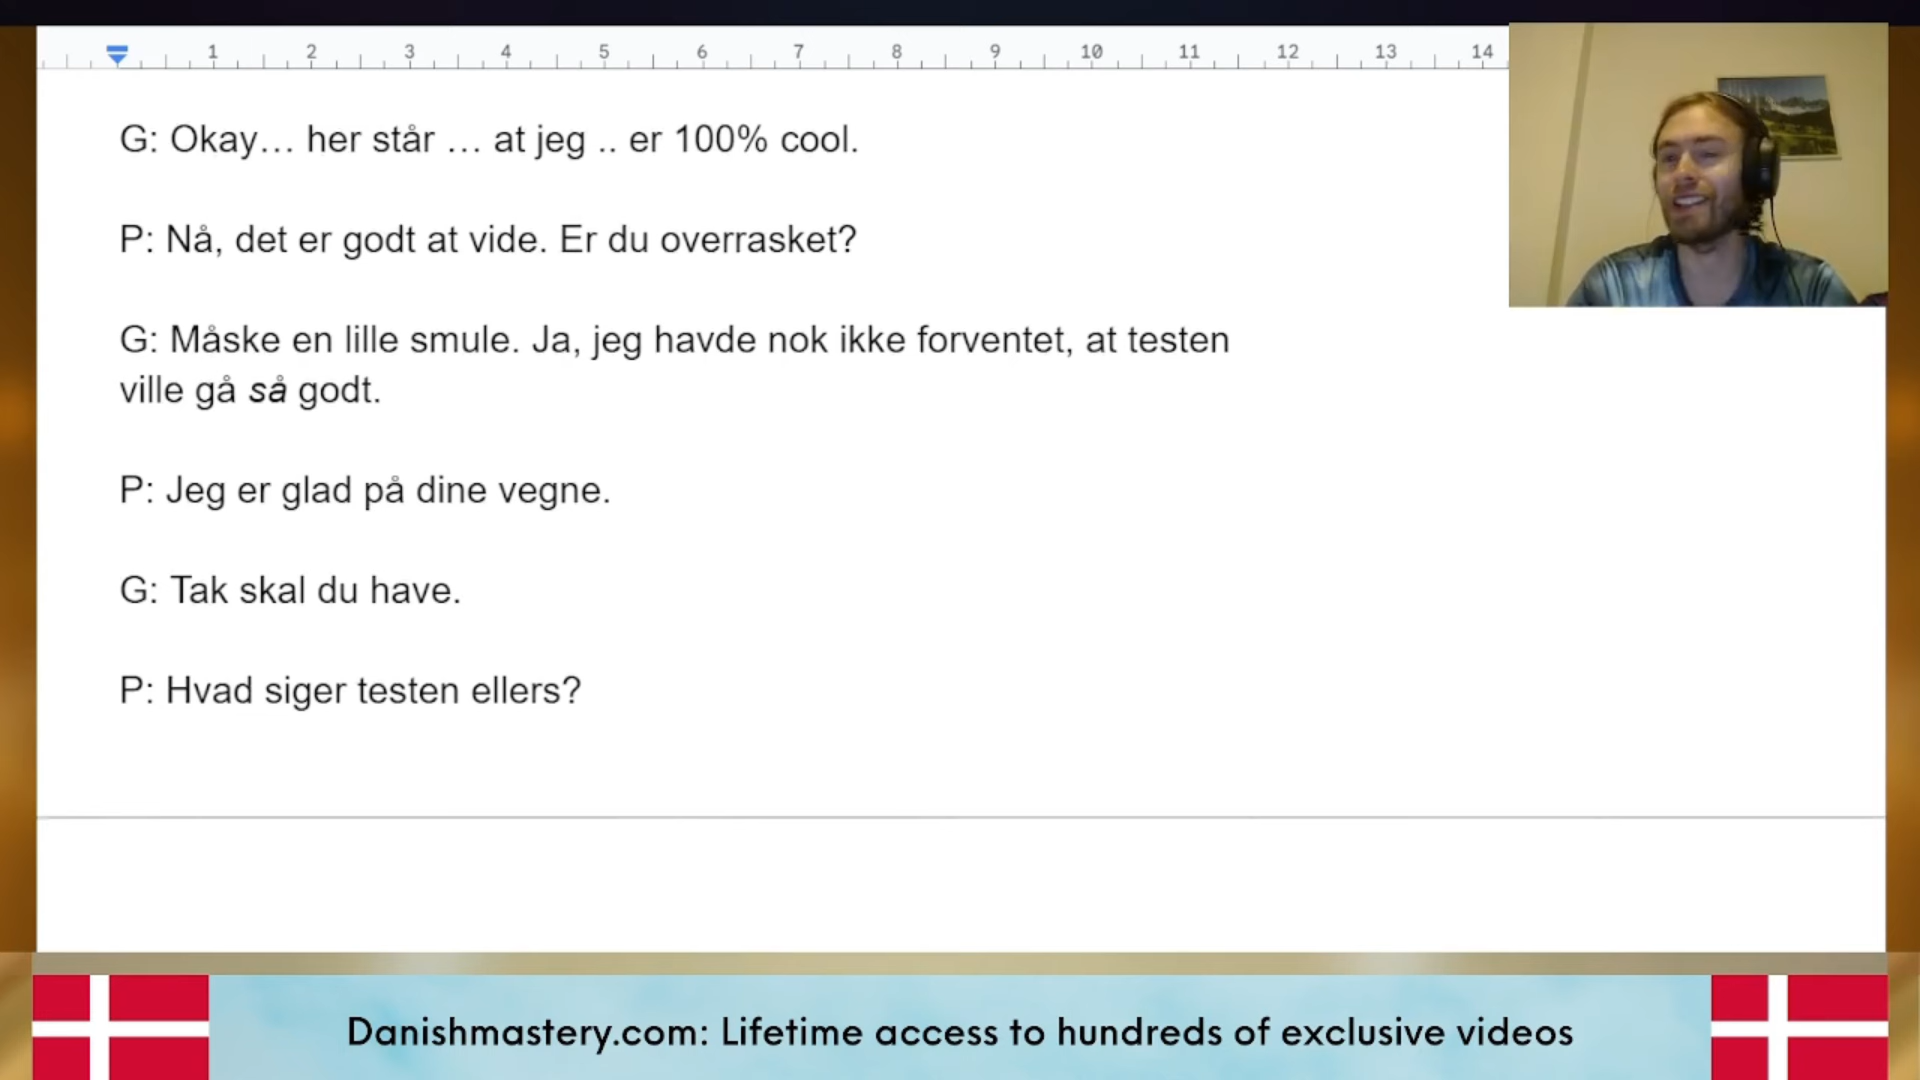 1 2 3 4 5 6 7 8 9 10 11 12 13 14
G: Okay… her står … at jeg .. er 100% cool.
P: Nå, det er godt at vide. Er du overrasket?
G: Måske en lille smule. Ja, jeg havde nok ikke forventet, at testen
ville gå så godt.
P: Jeg er glad på dine vegne.
G: Tak skal du have.
P: Hvad siger testen ellers?
Danishmastery.com: Lifetime access to hundreds of exclusive videos